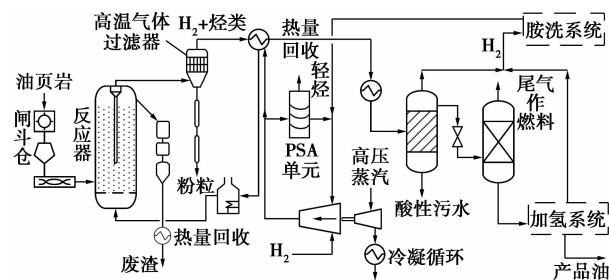 高温气体
过滤器
H₂+烃类
热量
回收
胺洗系统
H₂
油页岩
闸
斗
仓
反
应
器
轻
烃
尾气
作
燃料
PSA
单元
高压
蒸汽
粉粒
酸性污水
加氢系统
热量回收
H₂
冷凝循环
废渣
产品油